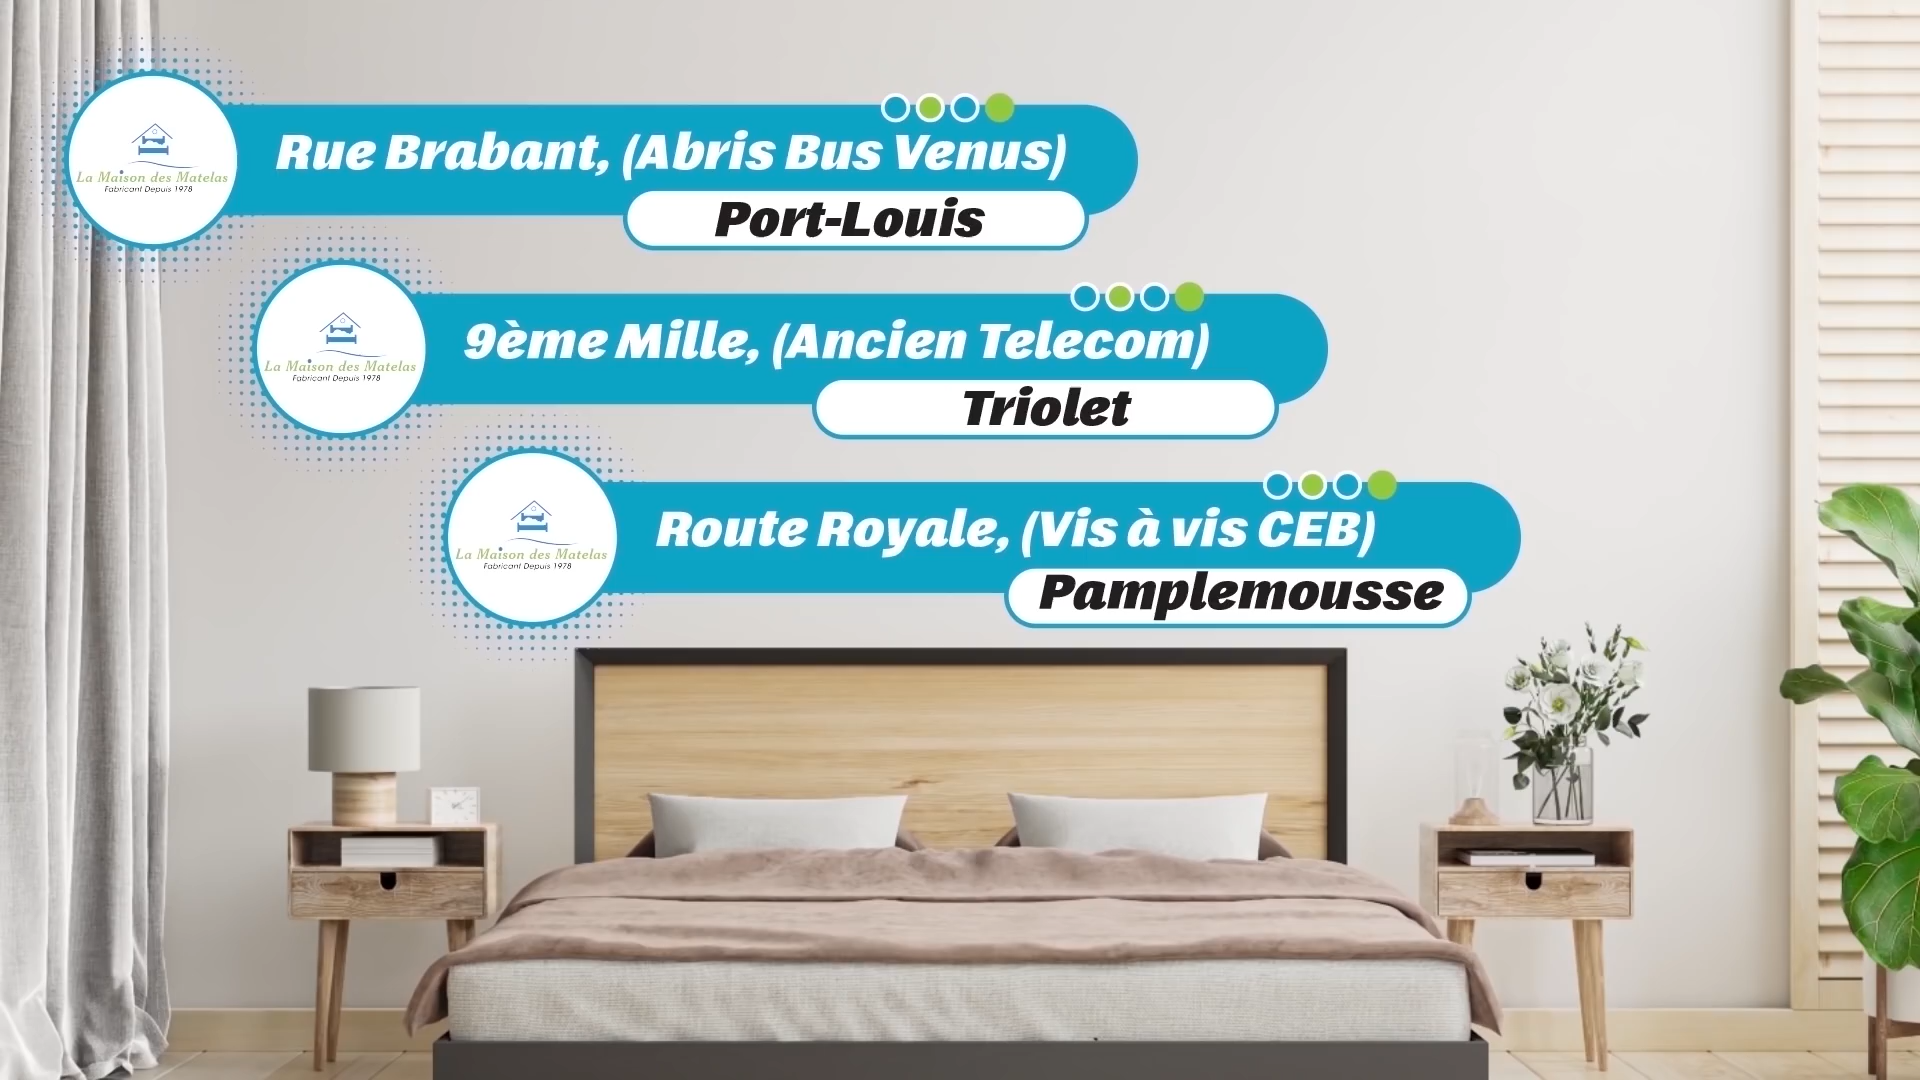 La Maison des Matelas
Fabricant Depuis 1978
Rue Brabant, (Abris Bus Venus)
Port-Louis
La Maison des Matelas
Fabricant Depuis 1978
9ème Mille, (Ancien Telecom)
Triolet
La Maison des Matelas
Fabricant Depuis 1978
Route Royale, (Vis à vis CEB)
Pamplemousse